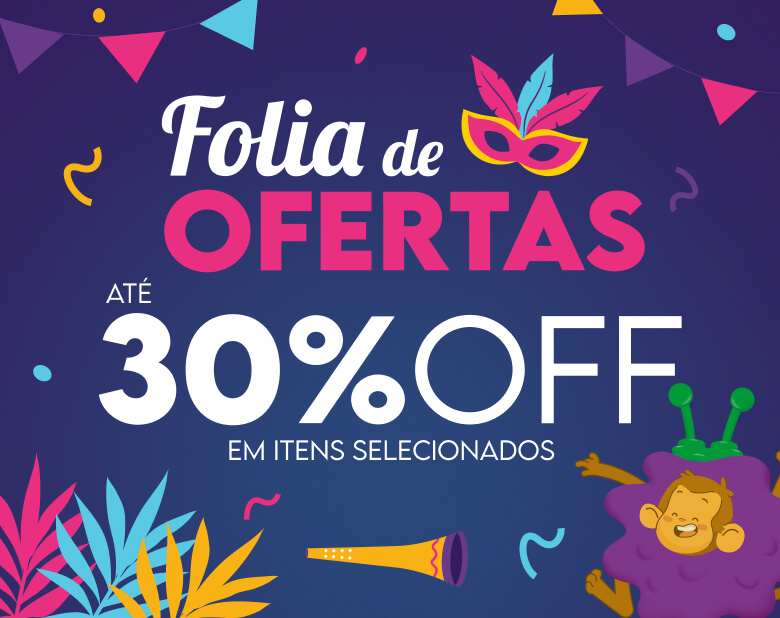 Folia de
OFERTAS
ATÉ
30%OFF
EM ITENS SELECIONADOS